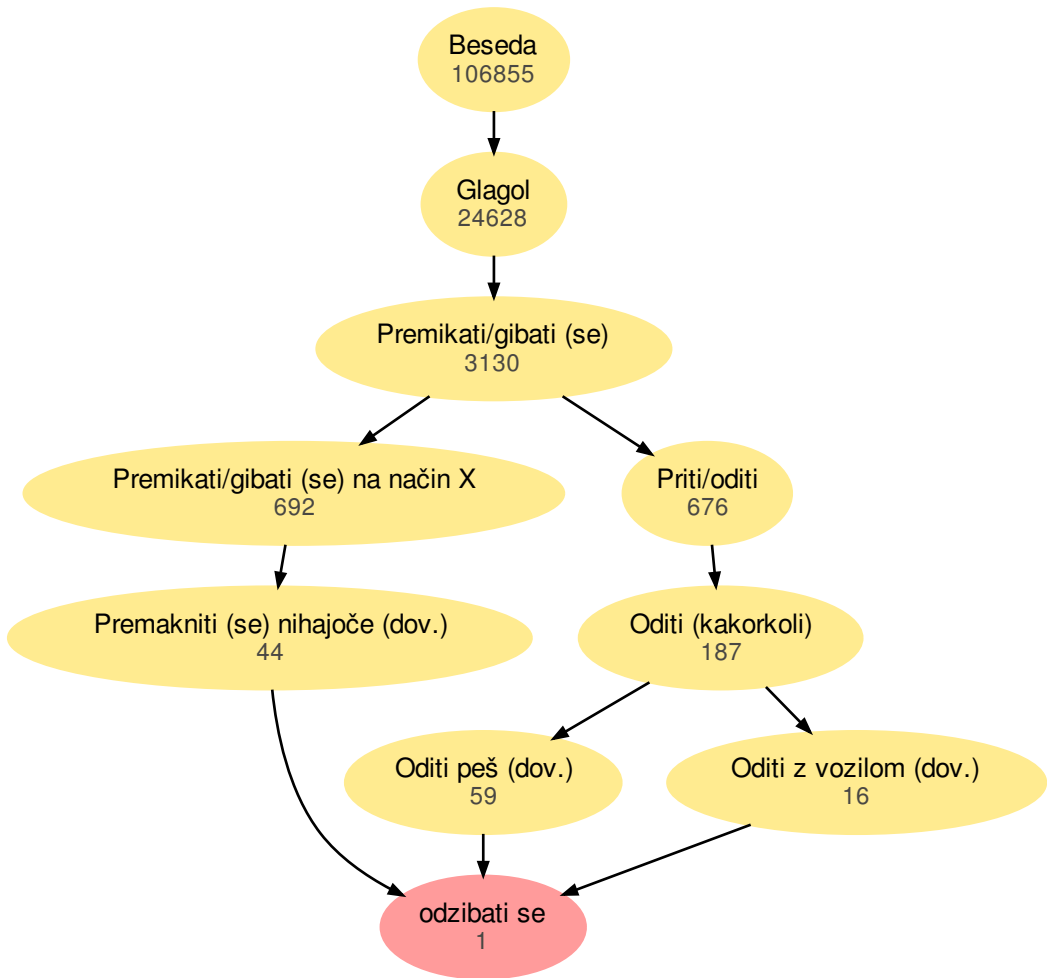 Beseda
106855
Glagol
24628
Premikati/gibati (se)
3130
Premikati/gibati (se) na način X
692
Priti/oditi
676
Premakniti (se) nihajoče (dov.)
44
Oditi (kakorkoli)
187
Oditi peš (dov.)
59
Oditi z vozilom (dov.)
16
odzibati se
1